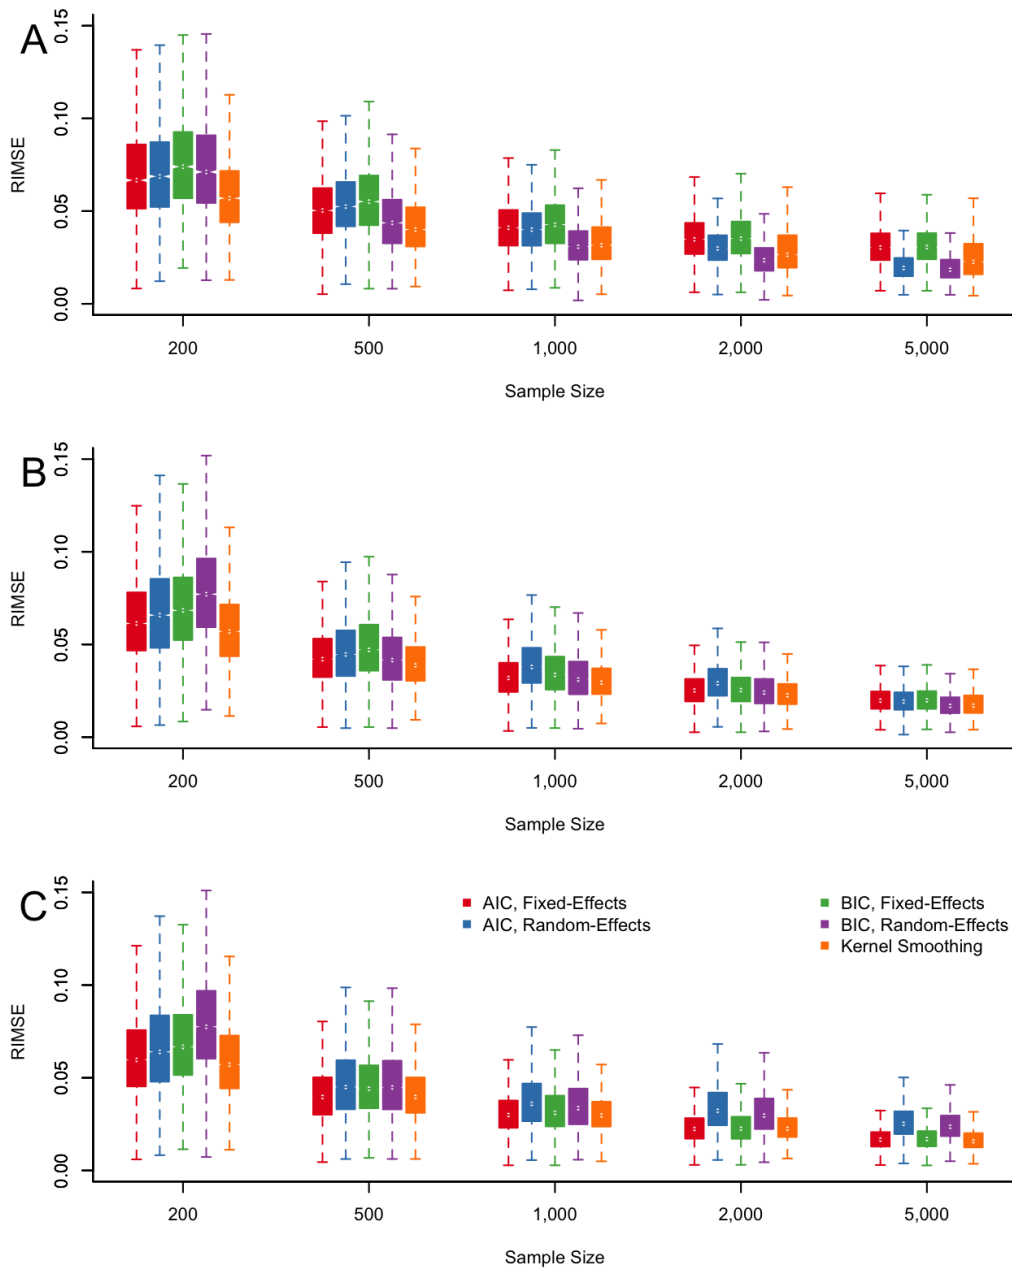 A
RIMSE
0.15
0.10
0.05
0.00
200 500 1,000 2,000 5,000
Sample Size
B
RIMSE
0.15
0.10
0.05
0.00
200 500 1,000 2,000 5,000
Sample Size
C
RIMSE
0.15
0.10
0.05
0.00
AIC, Fixed-Effects
AIC, Random-Effects
BIC, Fixed-Effects
BIC, Random-Effects
Kernel Smoothing
200 500 1,000 2,000 5,000
Sample Size